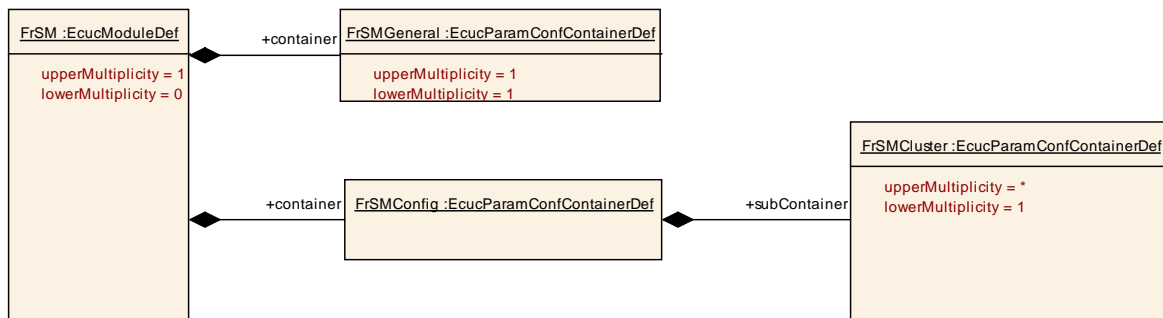 FrSM :EcucModuleDef
upperMultiplicity = 1
lowerMultiplicity = 0
+container
FrSMGeneral :EcucParamConfContainerDef
upperMultiplicity = 1
lowerMultiplicity = 1
+container
FrSMConfig :EcucParamConfContainerDef
+subContainer
FrSMCluster :EcucParamConfContainerDef
upperMultiplicity = *
lowerMultiplicity = 1